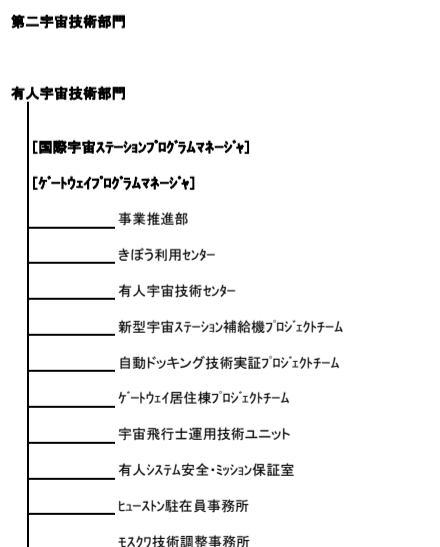 第二宇宙技術部門
有人宇宙技術部門
[国際宇宙ｽﾃｰｼｮﾝﾌﾟﾛｸﾞﾗﾑﾏﾈｰｼﾞｬ]
[ｹﾞｰﾄｳｪｲﾌﾟﾛｸﾞﾗﾑﾏﾈｰｼﾞｬ]
事業推進部
きぼう利用ｾﾝﾀｰ
有人宇宙技術ｾﾝﾀｰ
新型宇宙ｽﾃｰｼｮﾝ補給機ﾌﾟﾛｼﾞｪｸﾄﾁｰﾑ
自動ドッキング技術実証ﾌﾟﾛｼﾞｪｸﾄﾁｰﾑ
ｹﾞｰﾄｳｪｲ居住棟ﾌﾟﾛｼﾞｪｸﾄﾁｰﾑ
宇宙飛行士運用技術ユニット
有人ｼｽﾃﾑ安全・ﾐｯｼｮﾝ保証室
ﾋｭｰｽﾄﾝ駐在員事務所
ﾓｽｸﾜ技術調整事務所